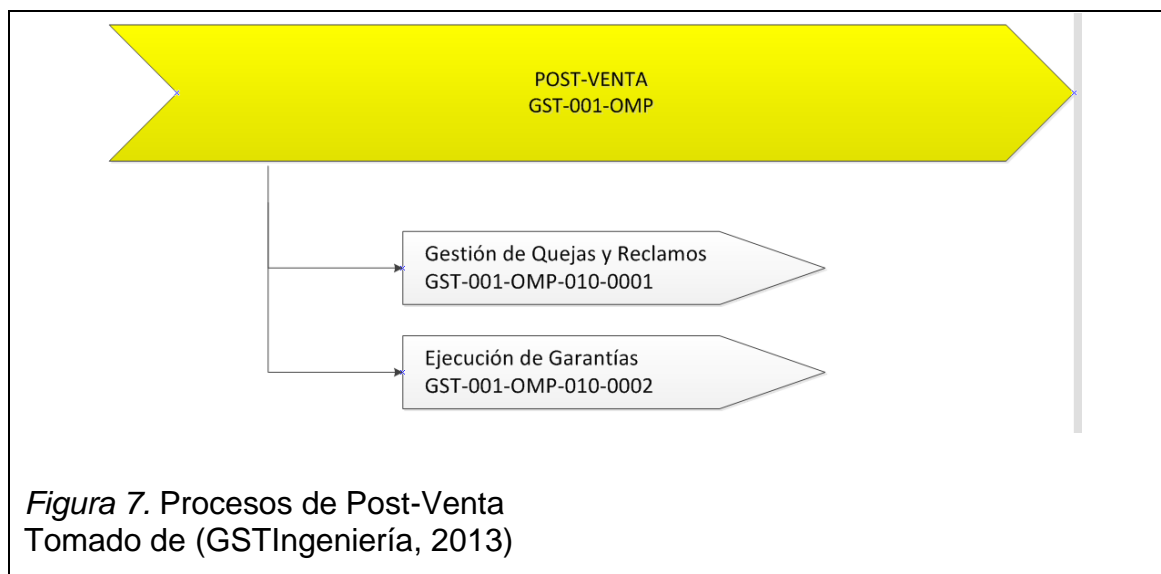 POST-VENTA
GST-001-OMP
Gestión de Quejas y Reclamos
GST-001-OMP-010-0001
Ejecución de Garantías
GST-001-OMP-010-0002
Figura 7. Procesos de Post-Venta
Tomado de (GSTIngeniería, 2013)